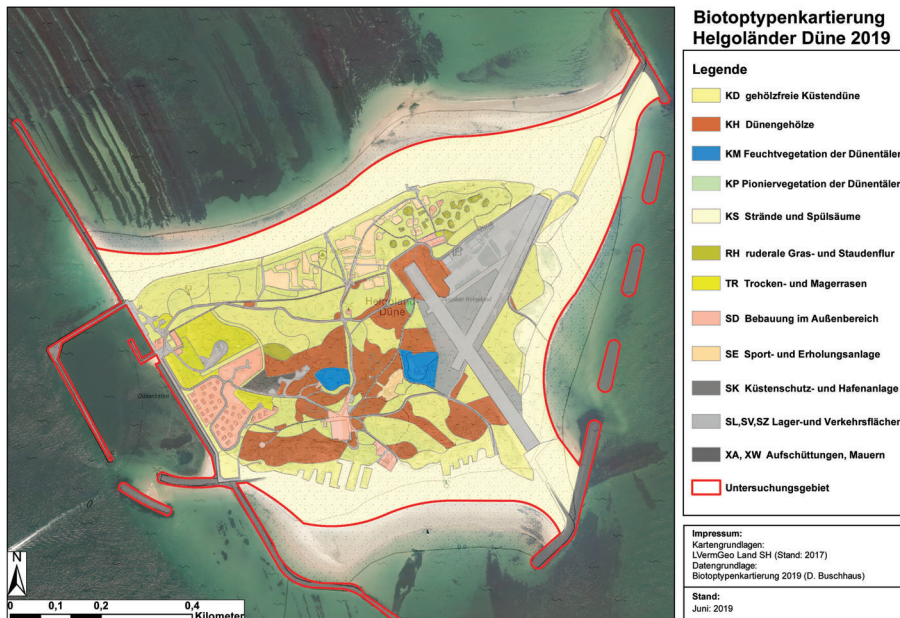 Biotoptypenkartierung
Helgoländer Düne 2019
Legende
KD gehölzfreie Küstendüne
KH Dünengehölze
KM Feuchtvegetation der Dünentäler
KP Pioniervegetation der Dünentäler
KS Strände und Spülsäume
RH ruderale Gras- und Staudenflur
TR Trocken- und Magerrasen
SD Bebauung im Außenbereich
SE Sport- und Erholungsanlage
SK Küstenschutz- und Hafenanlage
SL,SV,SZ Lager-und Verkehrsflächen
XA, XW Aufschüttungen, Mauern
Untersuchungsgebiet
Impressum:
Kartengrundlagen:
LVermGeo Land SH (Stand: 2017)
Datengrundlage:
Biotoptypenkartierung 2019 (D. Buschhaus)
Stand:
Juni: 2019
Helgoland-
Düne
Dünenhafen
N
0 0,1 0,2 0,4
Kilometer